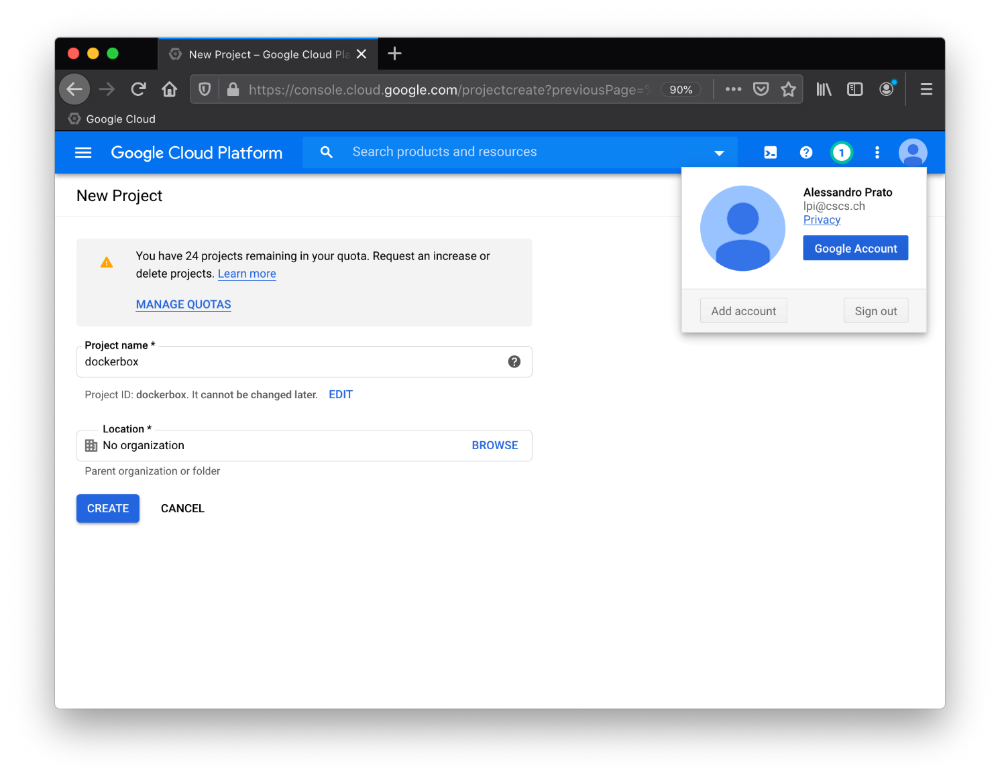 New Project – Google Cloud Pla
https://console.cloud.google.com/projectcreate?previousPage=%
90%
Google Cloud
Google Cloud Platform
Search products and resources
1
New Project
Alessandro Prato
lpi@cscs.ch
Privacy
Google Account
Add account
Sign out
You have 24 projects remaining in your quota. Request an increase or
delete projects. Learn more
MANAGE QUOTAS
Project name *
dockerbox
Project ID: dockerbox. It cannot be changed later. EDIT
Location *
No organization
BROWSE
Parent organization or folder
CREATE
CANCEL